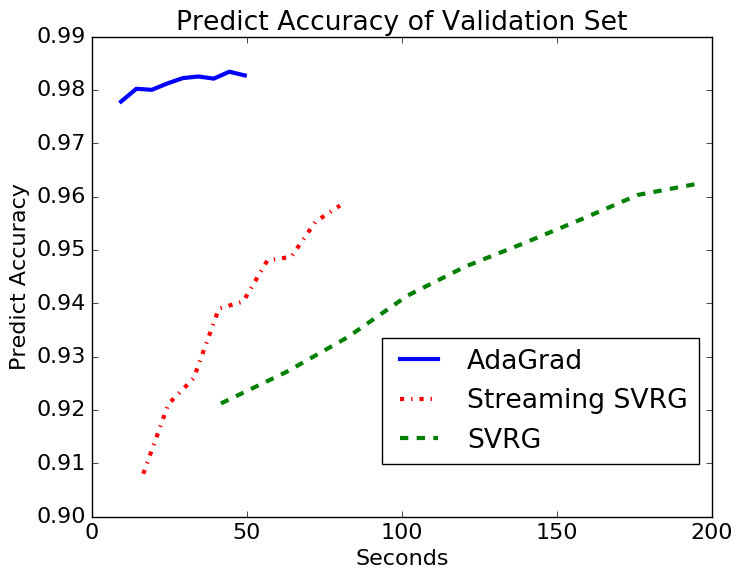 Predict Accuracy of Validation Set
0.99
0.98
0.97
0.96
0.95
0.94
0.93
0.92
0.91
0.90
Predict Accuracy
AdaGrad
Streaming SVRG
SVRG
0 50 100 150 200
Seconds